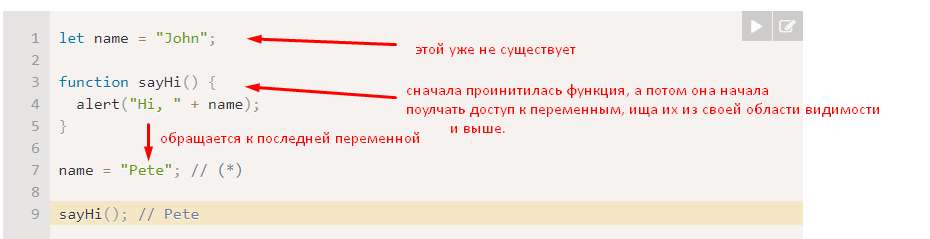 1 let name = "John";
этой уже не существует
2
3 function sayHi() {
сначала проинитилась функция, а потом она начала
4 alert("Hi, " + name);
поулчать доступ к переменным, ища их из своей области видимости
5 }
и выше.
обращается к последней переменной
6
7 name = "Pete"; // (*)
8
9 sayHi(); // Pete